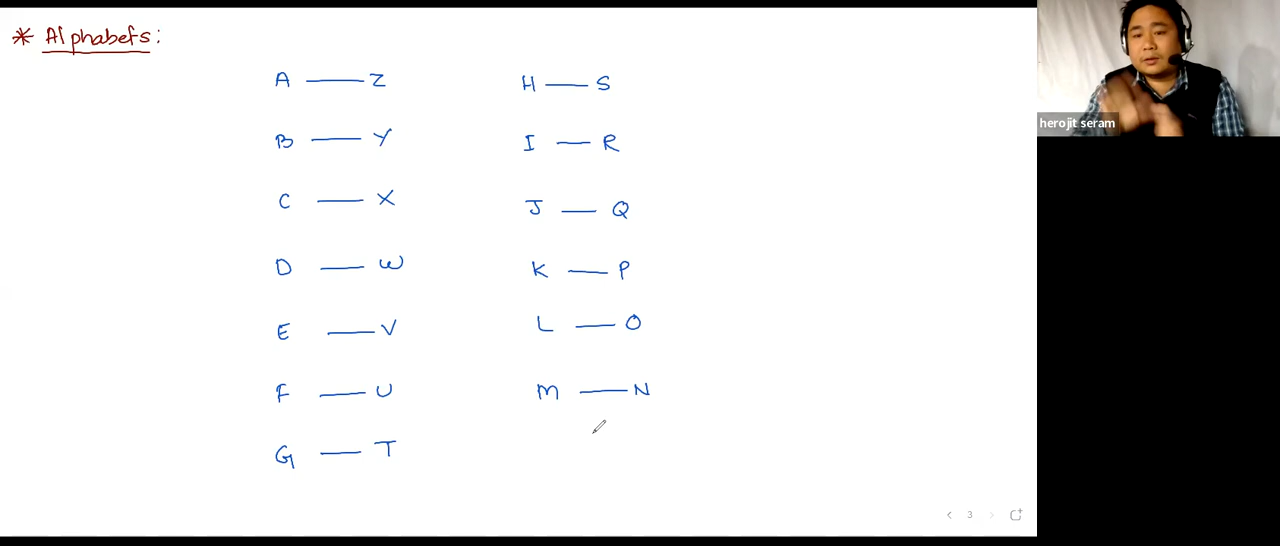 * Alphabets:
A — Z
B — Y
C — X
D — W
E — V
F — U
G — T
H — S
I — R
J — Q
K — P
L — O
M — N
herojit seram
3